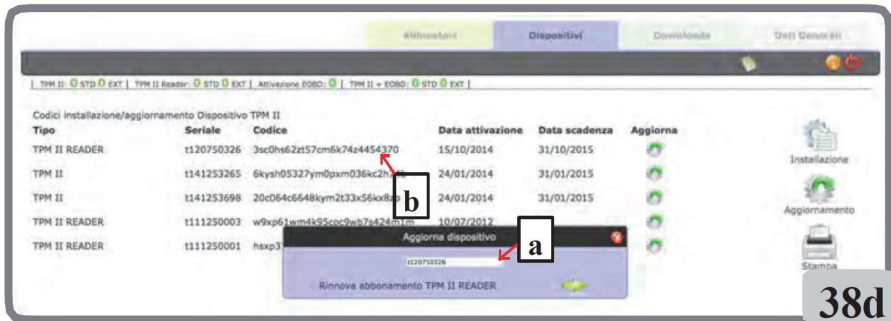 Attivatori Dispositivi Downloads Dati Generali
| TPM II: 0 STD 0 EXT | TPM II Reader: 0 STD 0 EXT | Attivazione EOBD: 0 | TPM II + EOBD: 0 STD 0 EXT |
Codici installazione/aggiornamento Dispositivo TPM II
Tipo Seriale Codice Data attivazione Data scadenza Aggiorna
TPM II READER t120750326 3sc0hs62zt57cm6k74z4454370 15/10/2014 31/10/2015
TPM II t141253265 24/01/2014 31/01/2015
TPM II t141253698 24/01/2014 31/01/2015
TPM II READER t111250003 10/07/2012
TPM II READER t111250001
Installazione
Aggiornamento
Stampa
Aggiorna dispositivo
t120750326
Rinnova abbonamento TPM II READER
b
a
38d